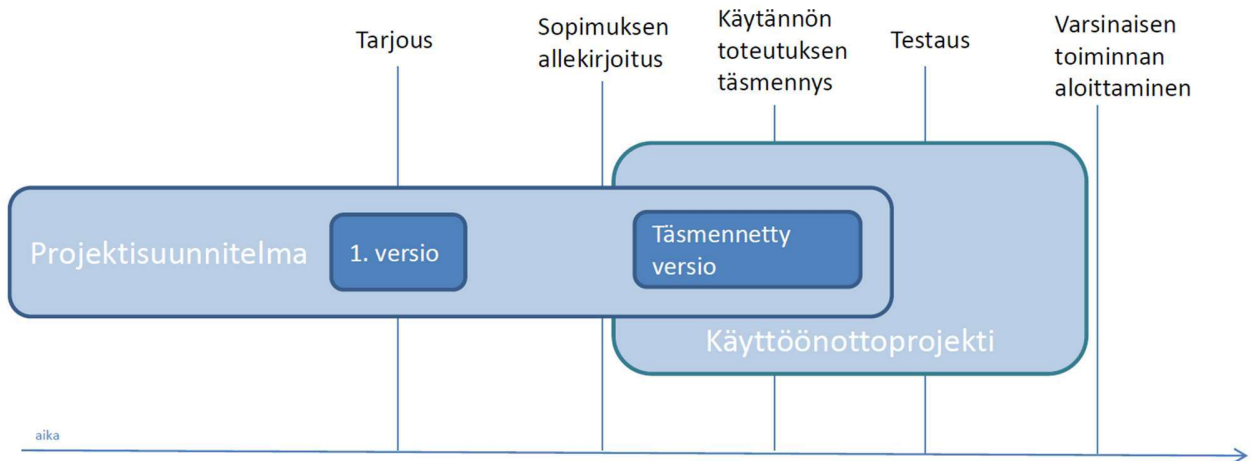 Tarjous
Sopimuksen
allekirjoitus
Käytännön
toteutuksen
täsmennys
Testaus
Varsinaisen
toiminnan
aloittaminen
Projektisuunnitelma
1. versio
Täsmennetty
versio
Käyttöönottoprojekti
aika